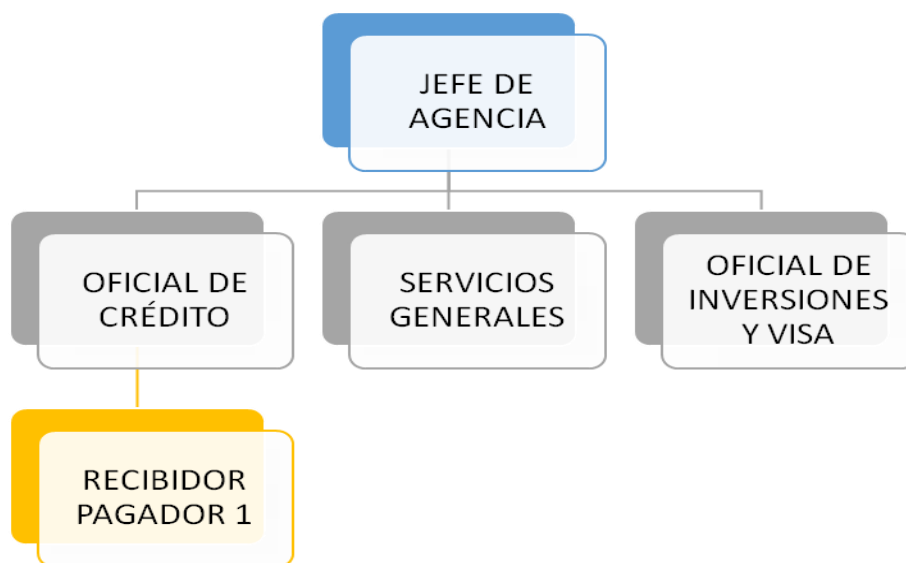 JEFE DE
AGENCIA
OFICIAL DE
CRÉDITO
SERVICIOS
GENERALES
OFICIAL DE
INVERSIONES
Y VISA
RECIBIDOR
PAGADOR 1